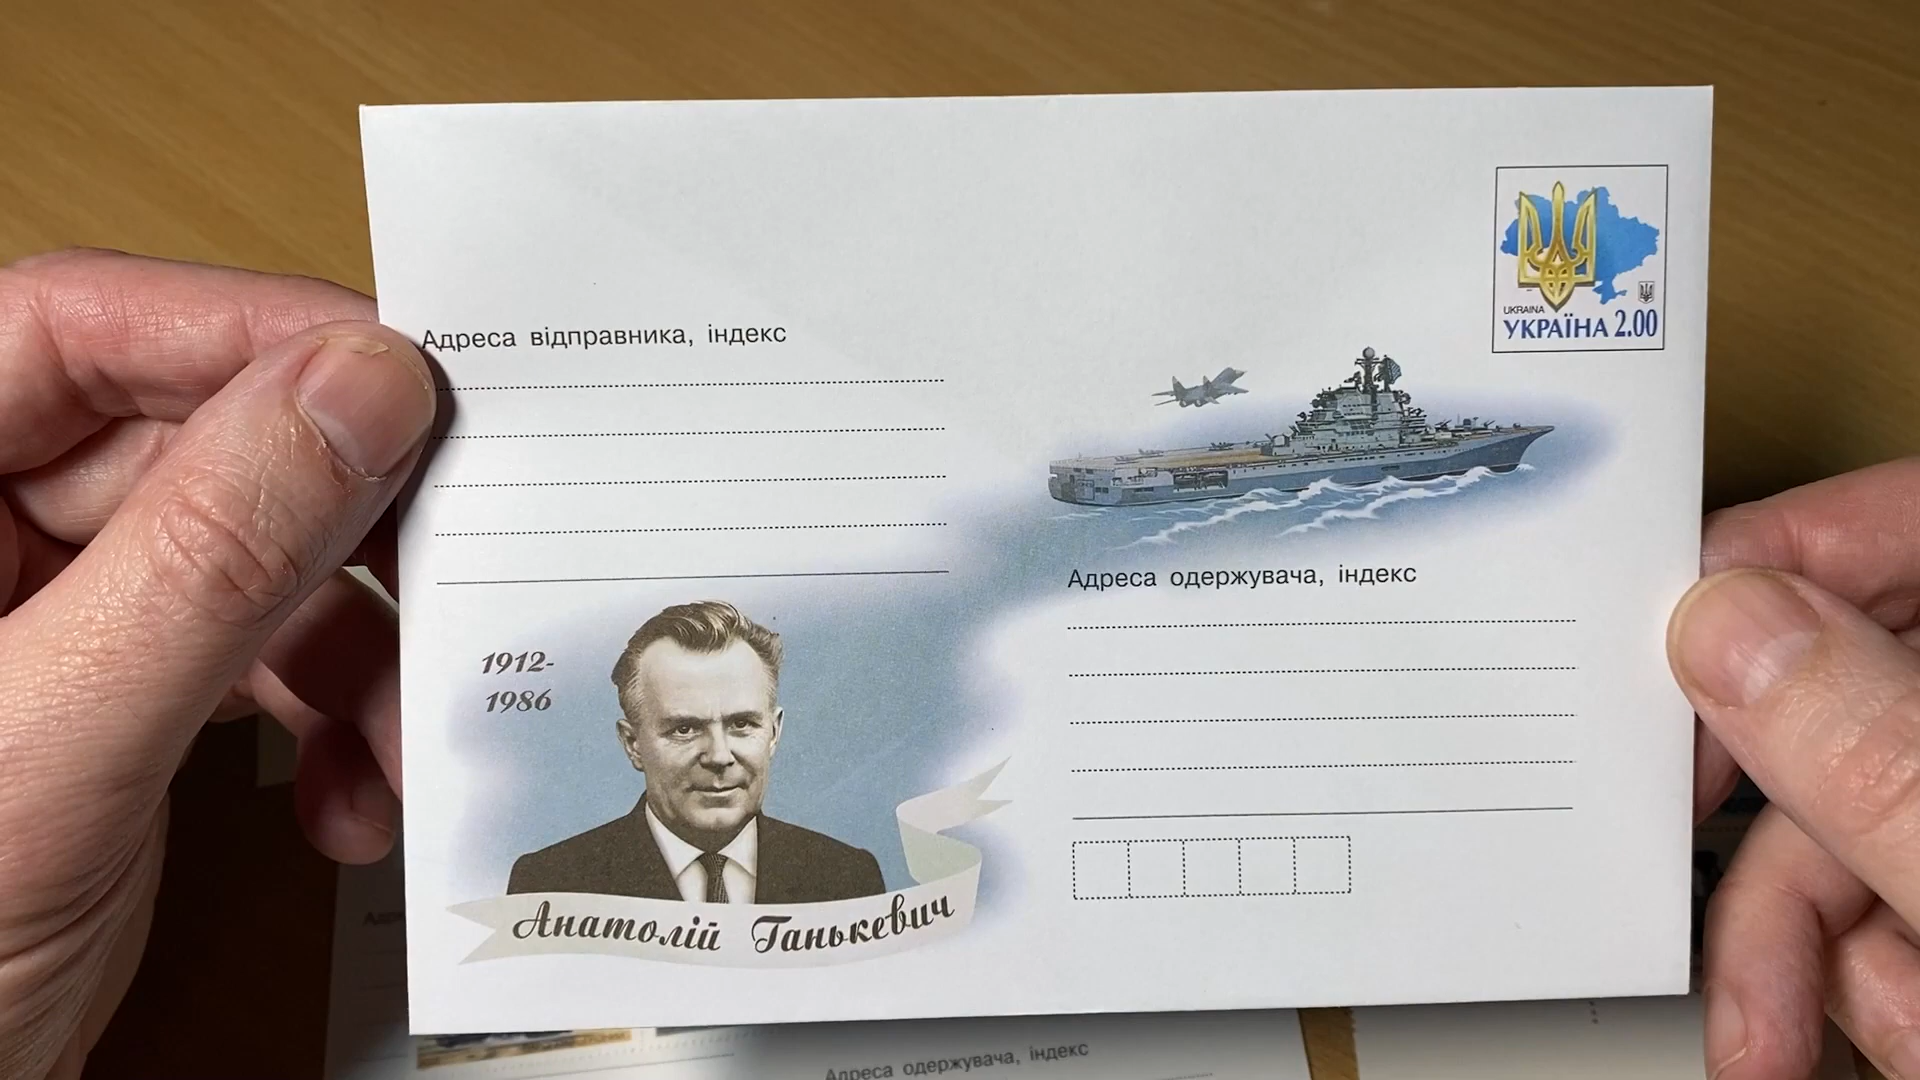 UKRAINA
УКРАЇНА 2.00
Адреса відправника, індекс
Адреса одержувача, індекс
1912-
1986
Анатолій Ганькевич
Адреса одержувача, індекс